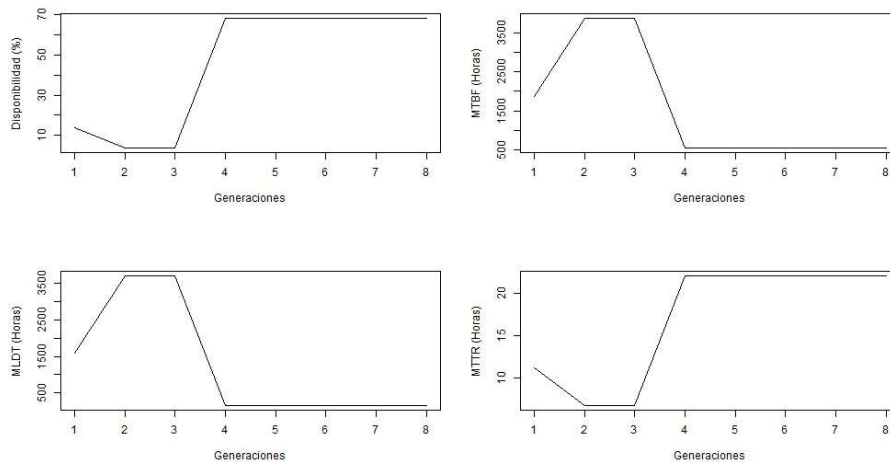 Disponibilidad (%)
10 30 50 70
1 2 3 4 5 6 7 8
Generaciones
MTBF (Horas)
500 1500 2500 3500
1 2 3 4 5 6 7 8
Generaciones
MLDT (Horas)
500 1500 2500 3500
1 2 3 4 5 6 7 8
Generaciones
MTTR (Horas)
10 15 20
1 2 3 4 5 6 7 8
Generaciones